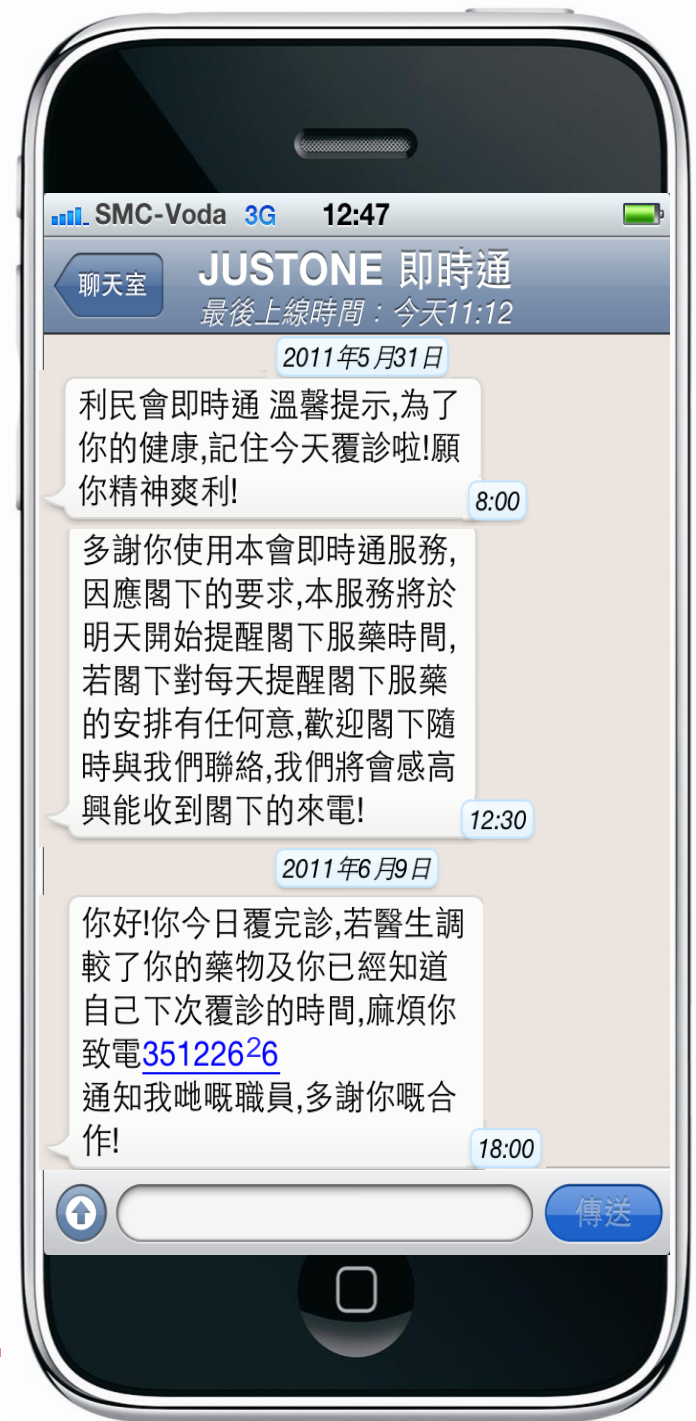 SMC-Voda 3G 12:47
聊天室
JUSTONE 即時通
最後上線時間：今天11:12
2011年5月31日
利民會即時通 溫馨提示,為了
你的健康,記住今天覆診啦!願
你精神爽利!
8:00
多謝你使用本會即時通服務,
因應閣下的要求,本服務將於
明天開始提醒閣下服藥時間,
若閣下對每天提醒閣下服藥
的安排有任何意,歡迎閣下隨
時與我們聯絡,我們將會感高
興能收到閣下的來電!
12:30
2011年6月9日
你好!你今日覆完診,若醫生調
較了你的藥物及你已經知道
自己下次覆診的時間,麻煩你
致電35122626
通知我哋嘅職員,多謝你嘅合
作!
18:00
傳送